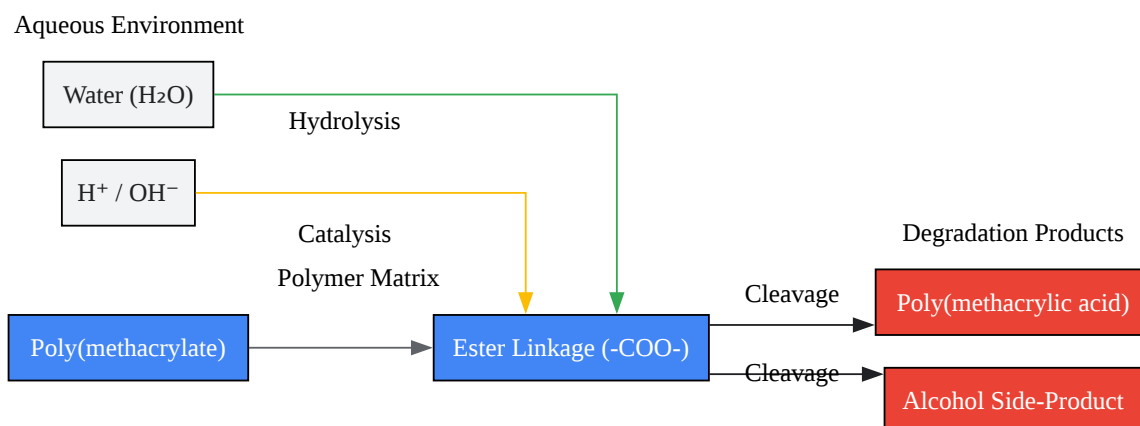 Aqueous Environment
Water (H₂O)
Hydrolysis
H⁺ / OH⁻
Catalysis
Degradation Products
Polymer Matrix
Cleavage
Poly(methacrylic acid)
Poly(methacrylate)
Ester Linkage (-COO-)
Cleavage
Alcohol Side-Product